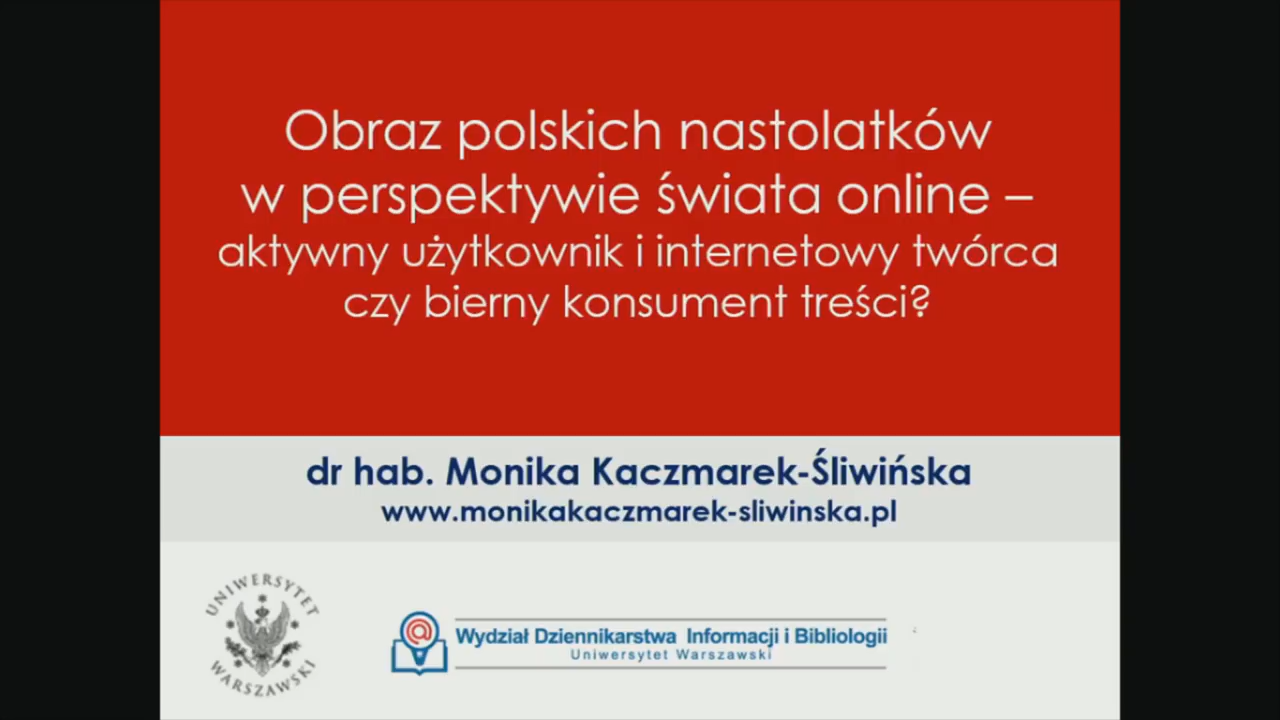 Obraz polskich nastolatków
w perspektywie świata online –
aktywny użytkownik i internetowy twórca
czy bierny konsument treści?
dr hab. Monika Kaczmarek-Śliwińska
www.monikakaczmarek-sliwinska.pl
UNIWERSYTET
WARSZAWSKI
@
Wydział Dziennikarstwa Informacji i Bibliologii
Uniwersytet Warszawski